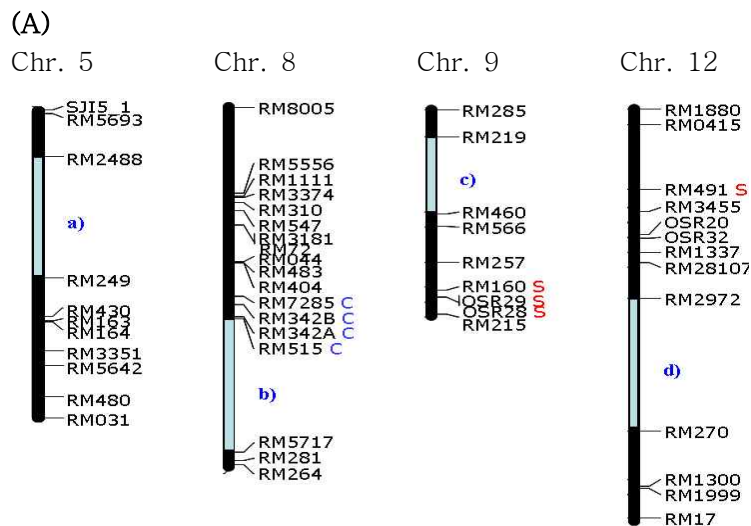 (A)
Chr. 5
SJI5_1
RM5693
RM2488
a)
RM249
RM430
RM163
RM164
RM3351
RM5642
RM480
RM031
Chr. 8
RM8005
RM5556
RM1111
RM3374
RM310
RM547
RM3181
RM72
RM044
RM483
RM404
RM7285 C
RM342B C
RM342A C
RM515 C
b)
RM5717
RM281
RM264
Chr. 9
RM285
RM219
c)
RM460
RM566
RM257
RM160 S
OSR29 S
OSR28 S
RM215
Chr. 12
RM1880
RM0415
RM491 S
RM3455
OSR20
OSR32
RM1337
RM28107
RM2972
d)
RM270
RM1300
RM1999
RM17